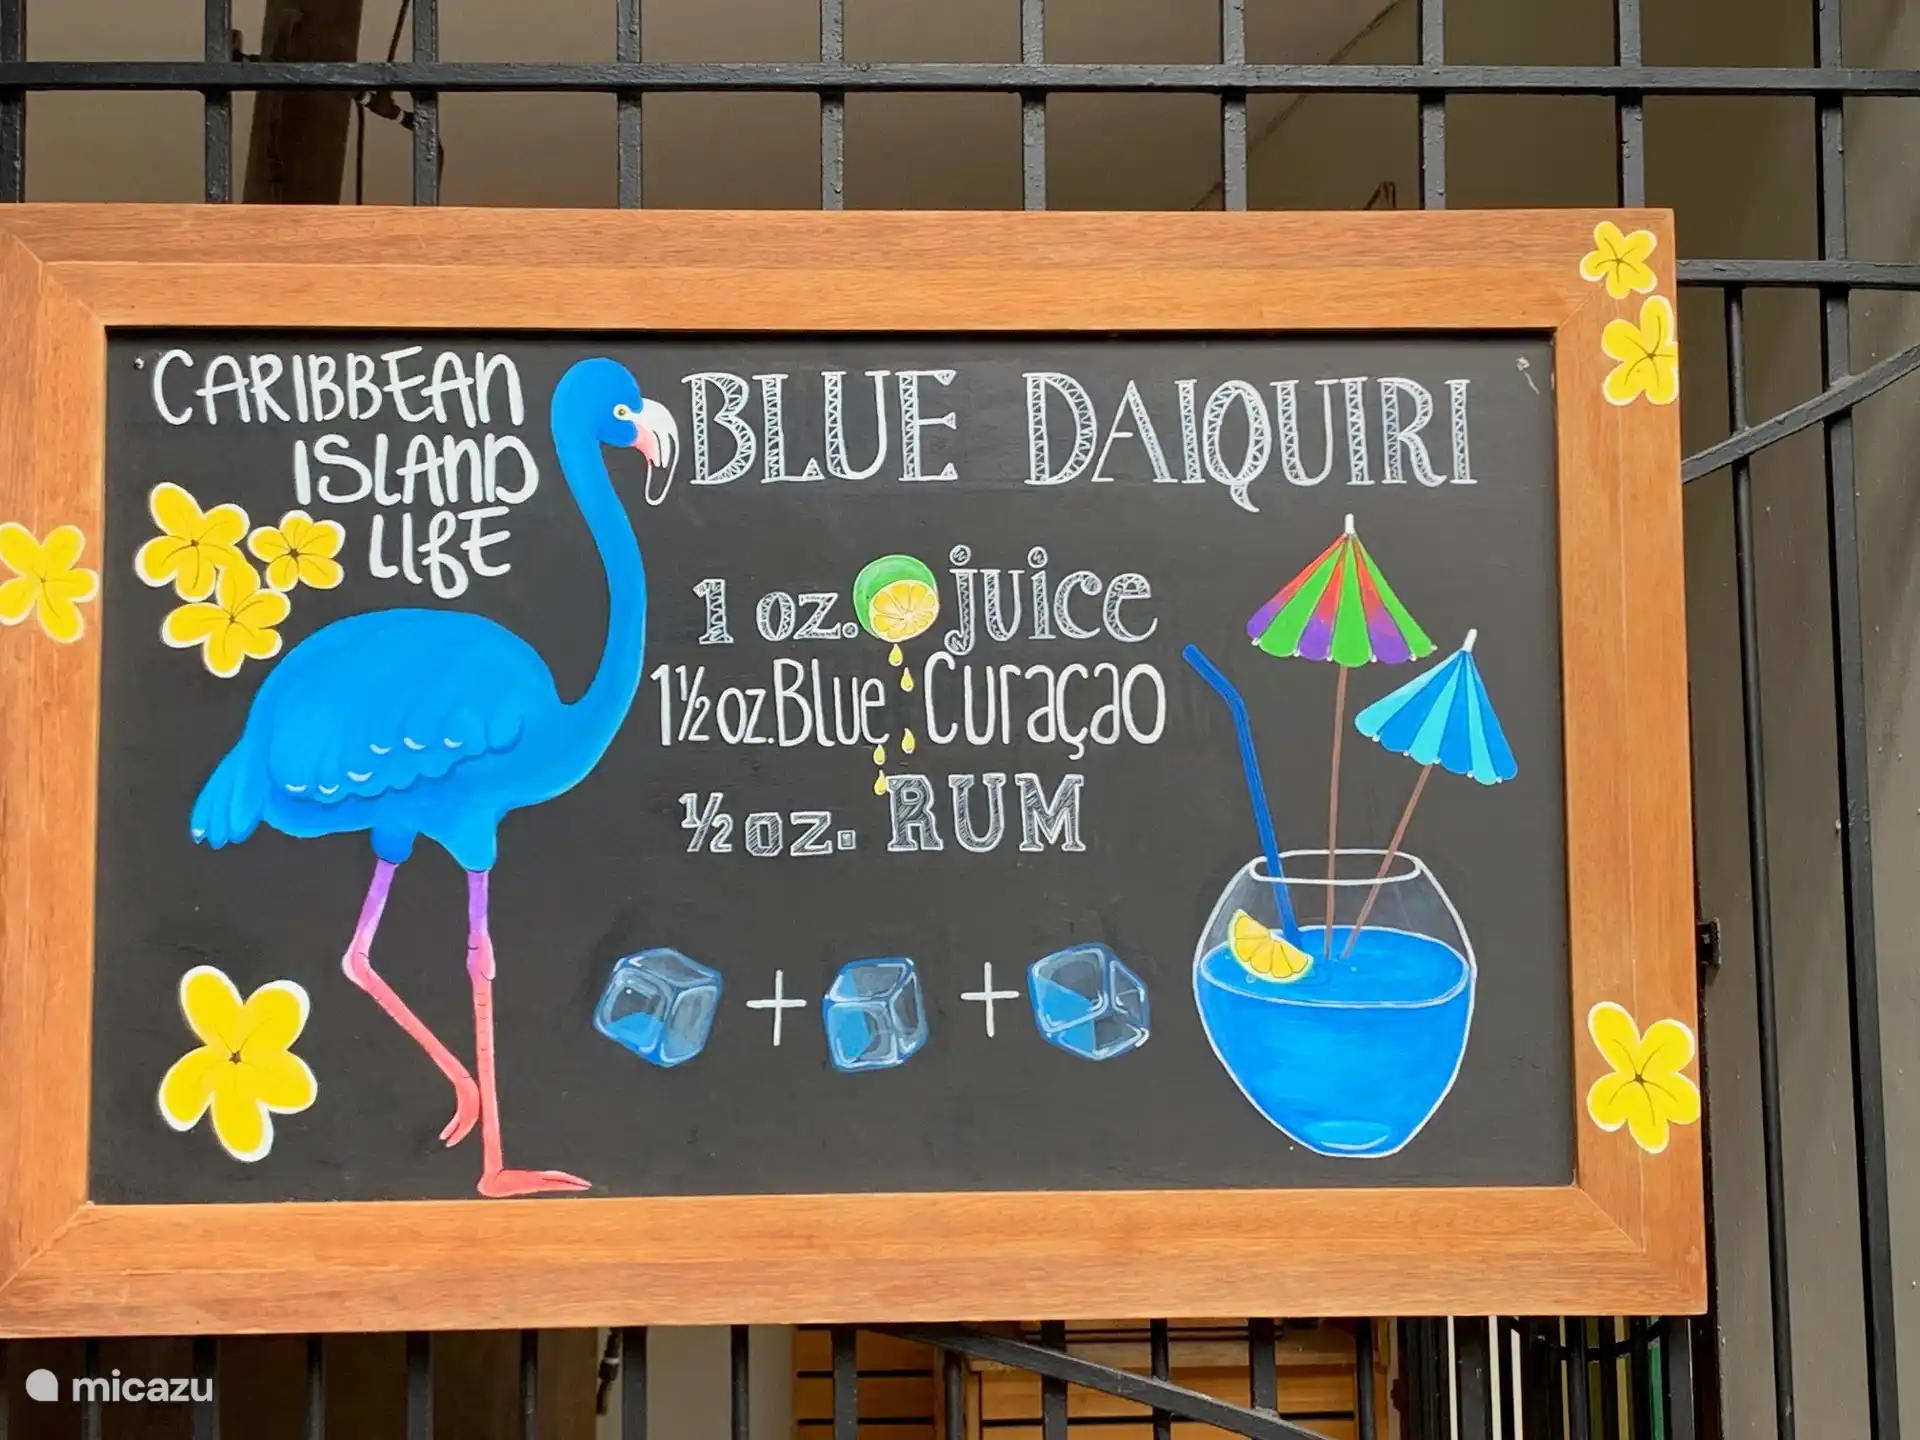 CARIBBEAN
ISLAND
LIFE
BLUE DAIQUIRI
1 oz. juice
1½ oz. Blue Curaçao
½ oz. RUM
+ +
micazu